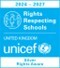 2024 - 2027
Rights
Respecting
Schools
UNITED KINGDOM
unicef
Silver
Rights Aware